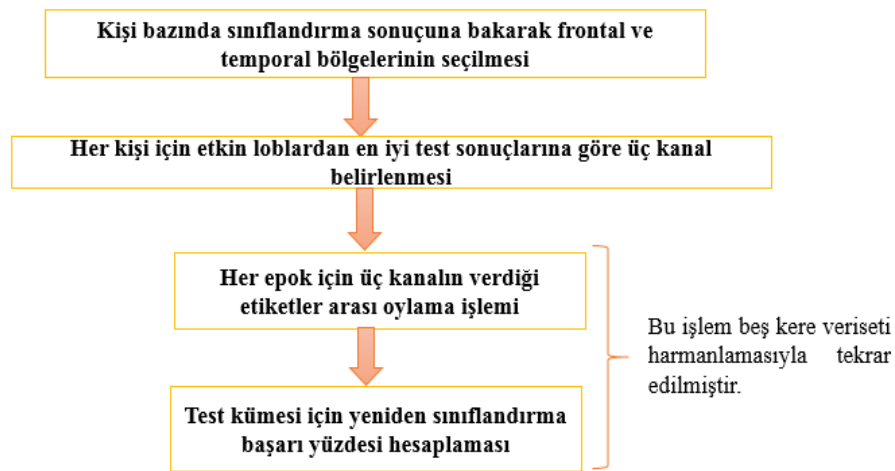 Kişi bazında sınıflandırma sonuçuna bakarak frontal ve
temporal bölgelerinin seçilmesi
Her kişi için etkin loblardan en iyi test sonuçlarına göre üç kanal
belirlenmesi
Her epok için üç kanalın verdiği
etiketler arası oylama işlemi
Test kümesi için yeniden sınıflandırma
başarı yüzdesi hesaplaması
Bu işlem beş kere veriseti
harmanlamasıyla tekrar
edilmiştir.